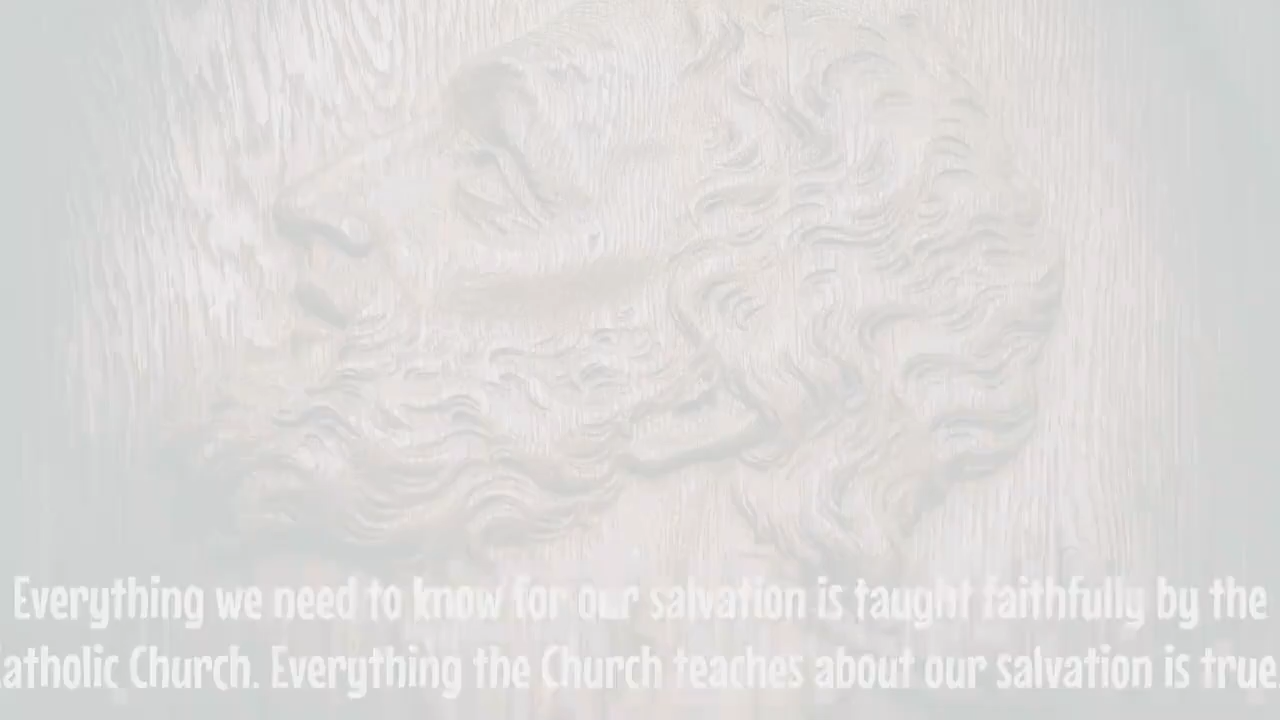 Everything we need to know for our salvation is taught faithfully by the
atholic Church. Everything the Church teaches about our salvation is true